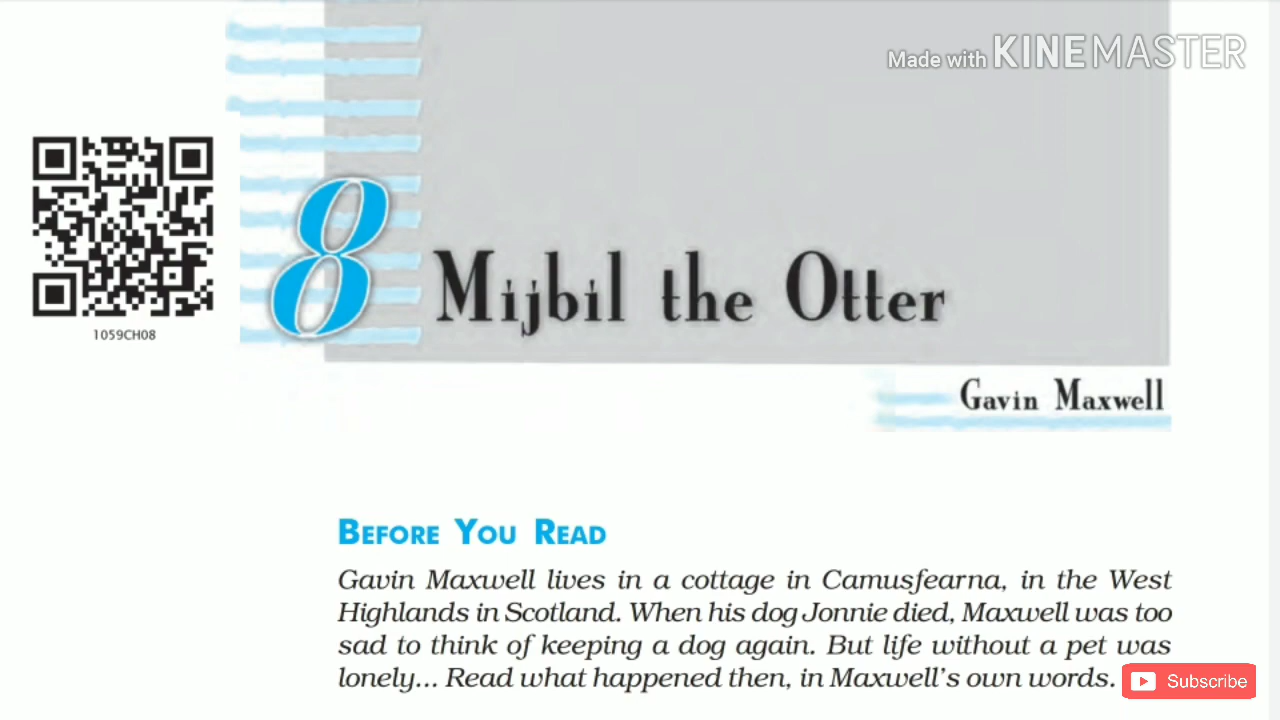 Made with KINEMASTER
1059CH08
8
Mijbil the Otter
Gavin Maxwell
BEFORE YOU READ
Gavin Maxwell lives in a cottage in Camusfearna, in the West
Highlands in Scotland. When his dog Jonnie died, Maxwell was too
sad to think of keeping a dog again. But life without a pet was
lonely... Read what happened then, in Maxwell's own words.
Subscribe